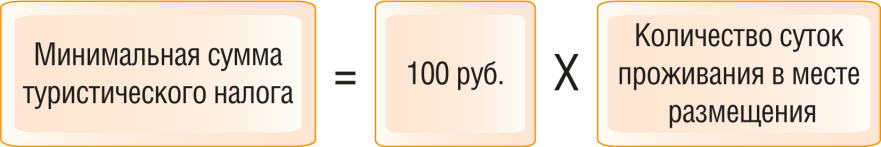 Минимальная сумма
туристического налога
=
100 руб.
X
Количество суток
проживания в месте
размещения